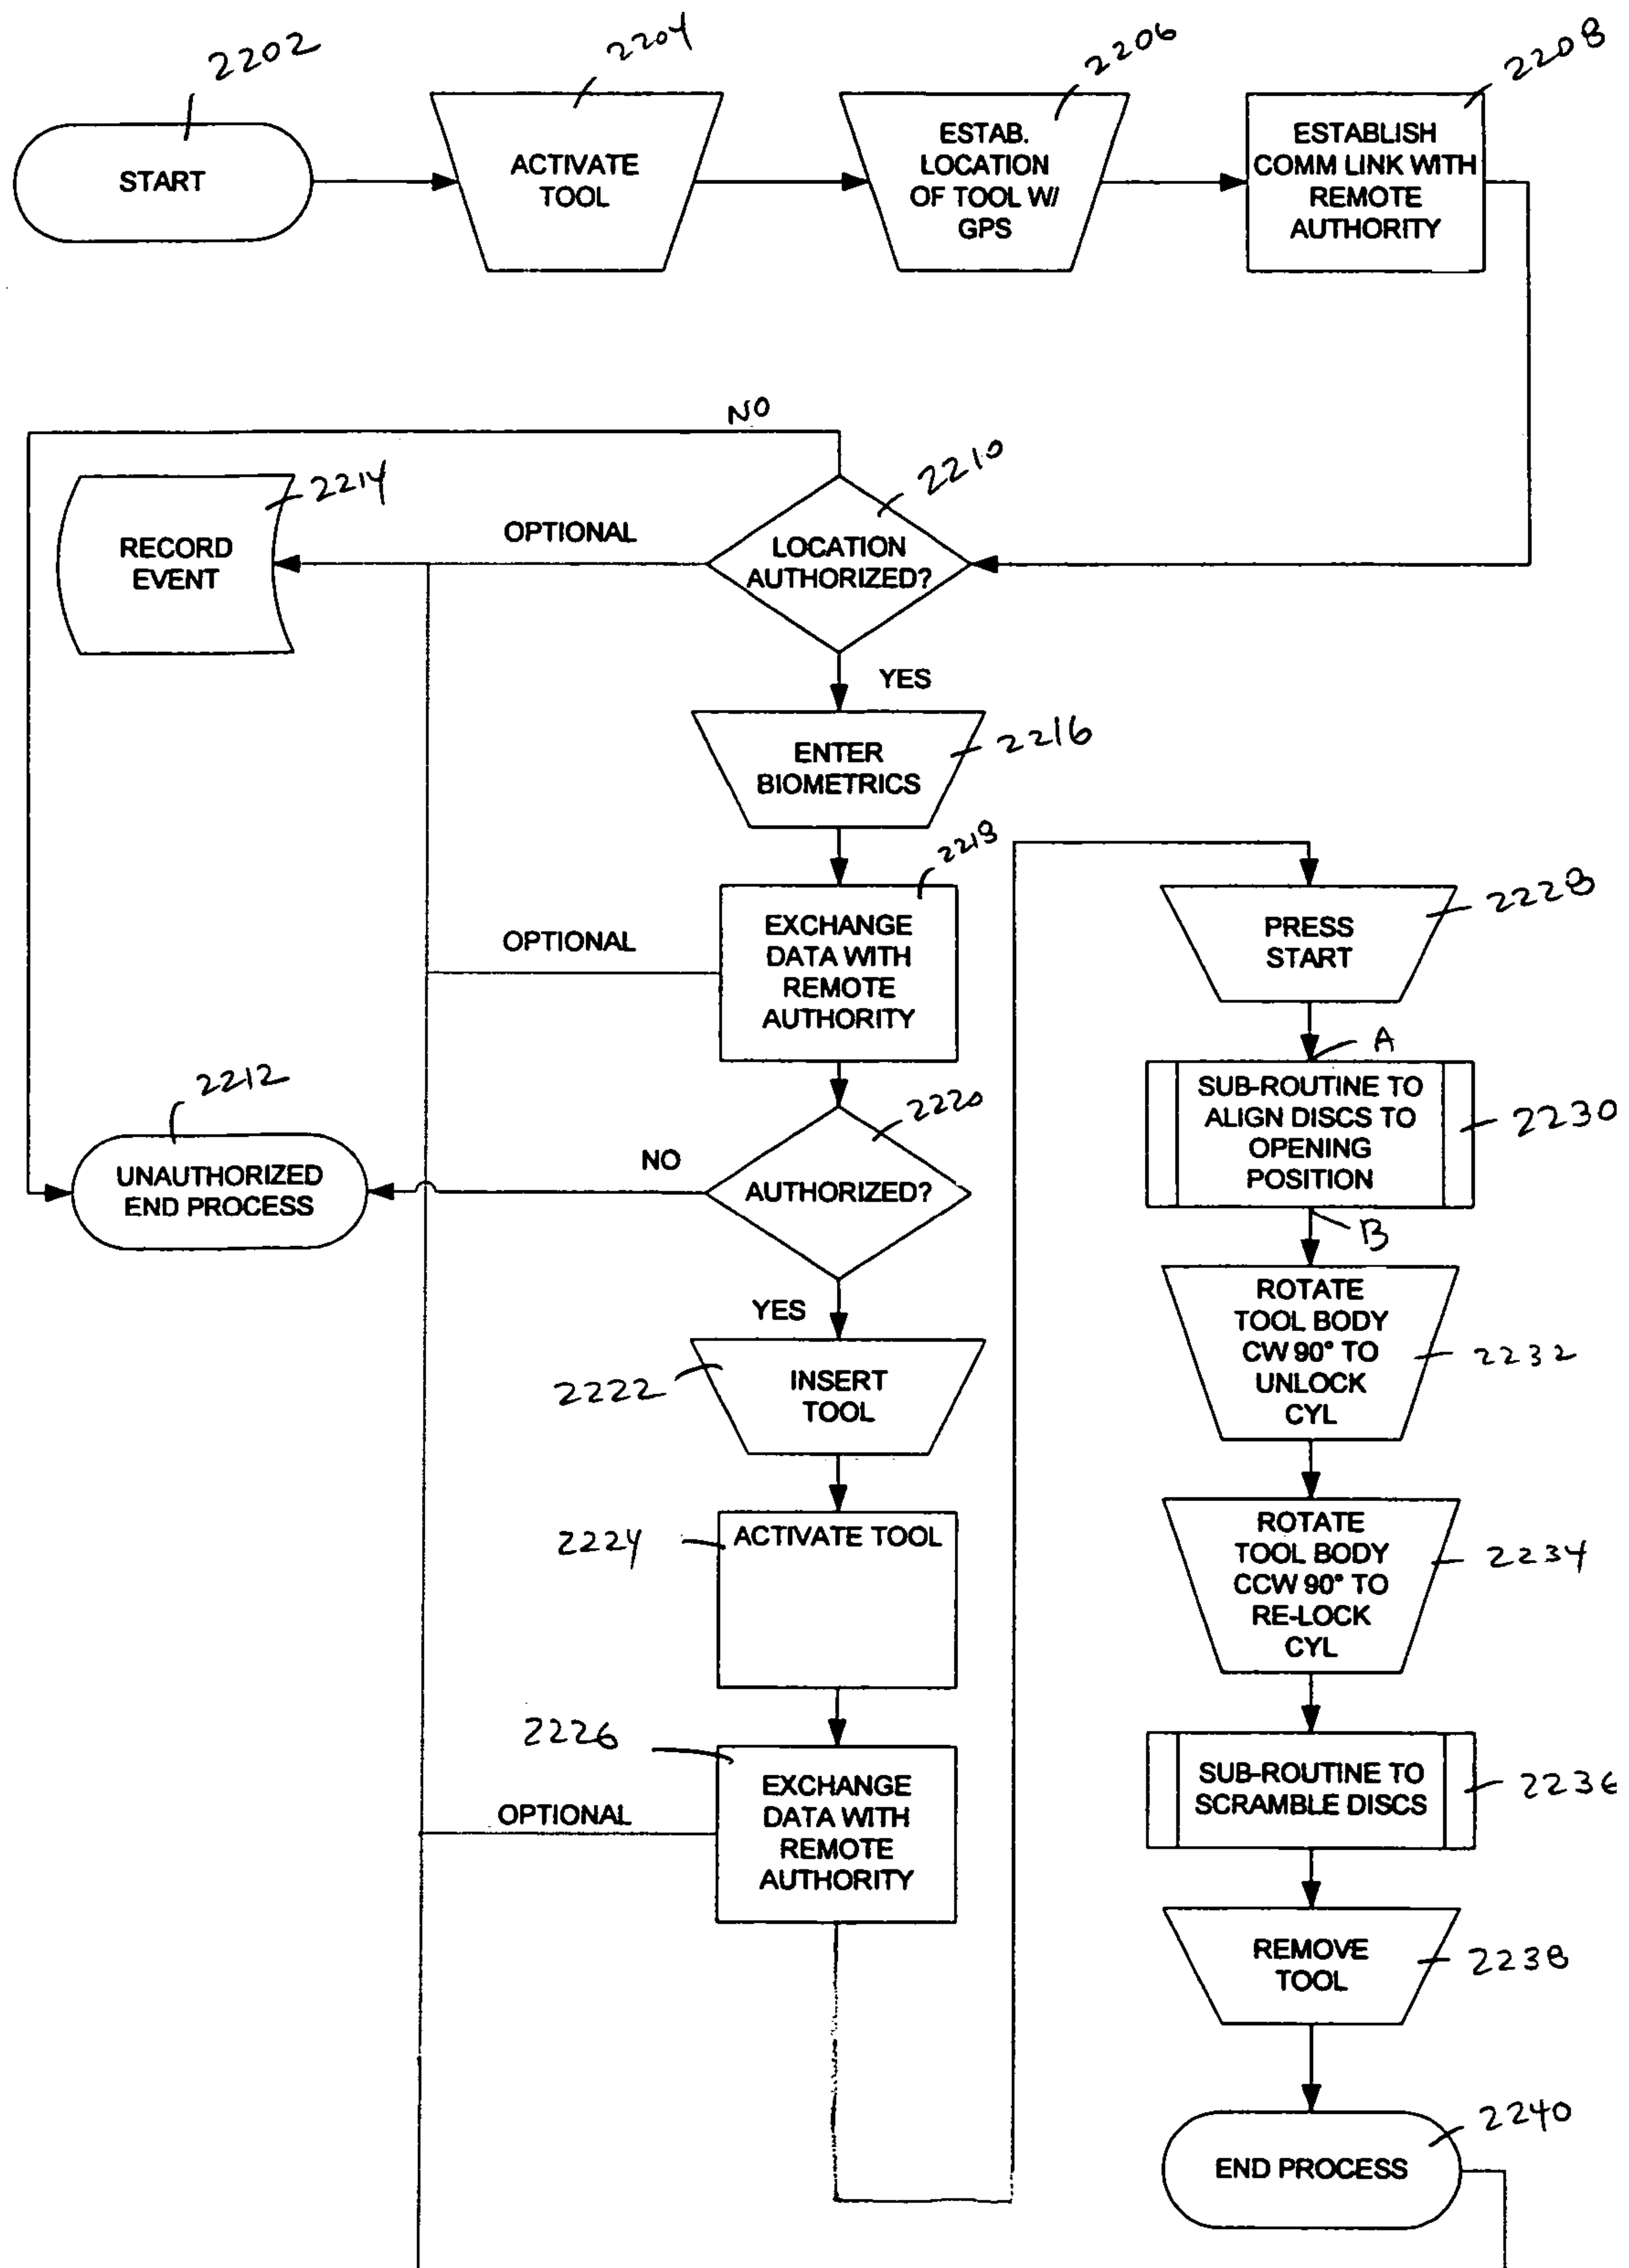 2202
START
2204
ACTIVATE
TOOL
2206
ESTAB.
LOCATION
OF TOOL W/
GPS
2208
ESTABLISH
COMM LINK WITH
REMOTE
AUTHORITY
NO
2210
LOCATION
AUTHORIZED?
OPTIONAL
2214
RECORD
EVENT
YES
ENTER
BIOMETRICS
2216
2218
EXCHANGE
DATA WITH
REMOTE
AUTHORITY
OPTIONAL
2220
AUTHORIZED?
NO
2212
UNAUTHORIZED
END PROCESS
YES
2222
INSERT
TOOL
2224
ACTIVATE TOOL
2226
EXCHANGE
DATA WITH
REMOTE
AUTHORITY
OPTIONAL
2228
PRESS
START
A
SUB-ROUTINE TO
ALIGN DISCS TO
OPENING
POSITION
2230
B
ROTATE
TOOL BODY
CW 90° TO
UNLOCK
CYL
2232
ROTATE
TOOL BODY
CCW 90° TO
RE-LOCK
CYL
2234
SUB-ROUTINE TO
SCRAMBLE DISCS
2236
REMOVE
TOOL
2238
2240
END PROCESS